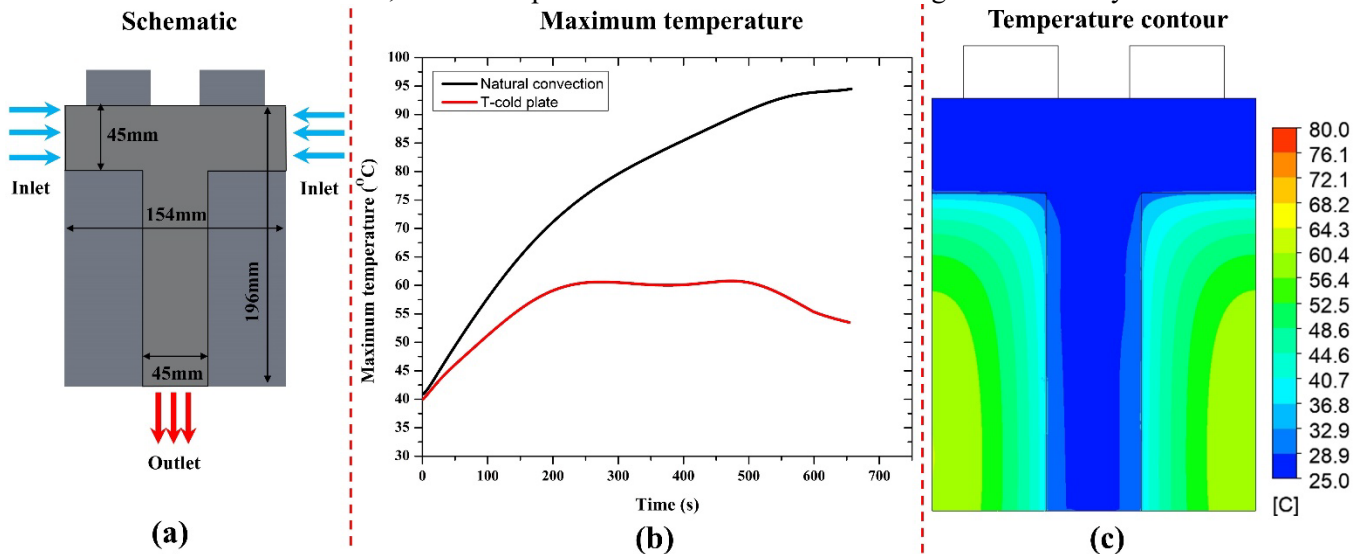 Schematic
45mm
Inlet
Inlet
154mm
196mm
45mm
Outlet
(a)
Maximum temperature
Natural convection
T-cold plate
Maximum temperature (°C)
100
95
90
85
80
75
70
65
60
55
50
45
40
35
30
0
100
200
300
400
500
600
700
Time (s)
(b)
Temperature contour
80.0
76.1
72.1
68.2
64.3
60.4
56.4
52.5
48.6
44.6
40.7
36.8
32.9
28.9
25.0
[C]
(c)